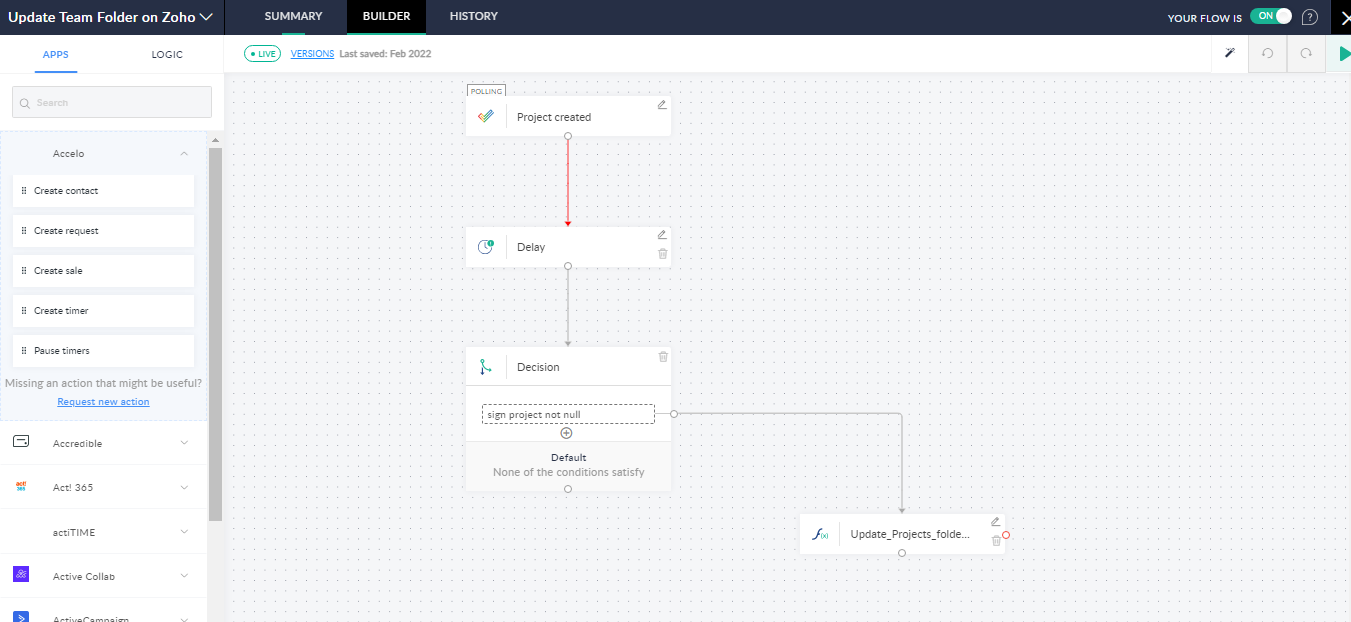 Update Team Folder on Zoho
SUMMARY
BUILDER
HISTORY
YOUR FLOW IS
ON
?
APPS
LOGIC
LIVE
VERSIONS
Last saved: Feb 2022
Search
Accelo
Create contact
Create request
Create sale
Create timer
Pause timers
Missing an action that might be useful?
Request new action
Accredible
act!
365
Act! 365
actiTIME
Active Collab
ActiveCampaign
POLLING
Project created
Delay
Decision
sign project not null
Default
None of the conditions satisfy
f(x)
Update_Projects_folde...